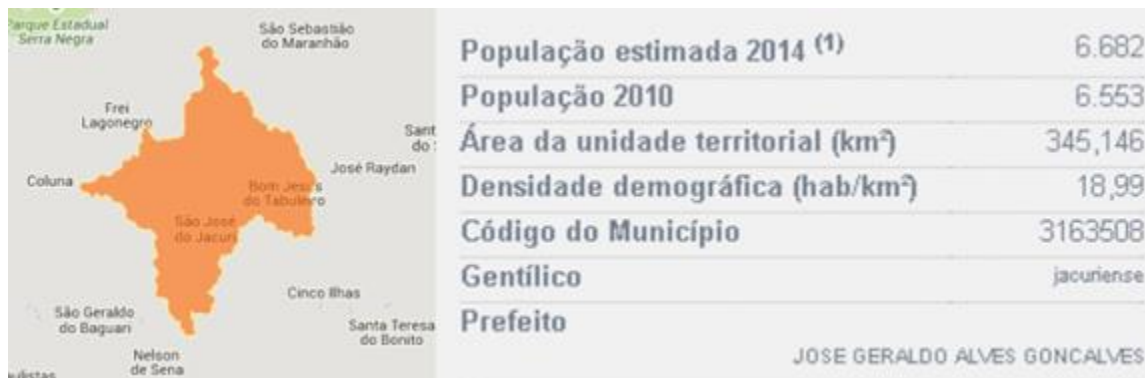 Parque Estadual
Serra Negra
São Sebastião
do Maranhão
Frei
Lagonegro
José Raydan
Coluna
Bom Jesus
do Tabuleiro
São José
do Jacuri
Cinco Ilhas
São Geraldo
do Baguari
Santa Teresa
do Bonito
Nelson
de Sena
População estimada 2014 (1) 6.682
População 2010 6.553
Área da unidade territorial (km²) 345,146
Densidade demográfica (hab/km²) 18,99
Código do Município 3163508
Gentílico jacuriense
Prefeito
JOSE GERALDO ALVES GONCALVES